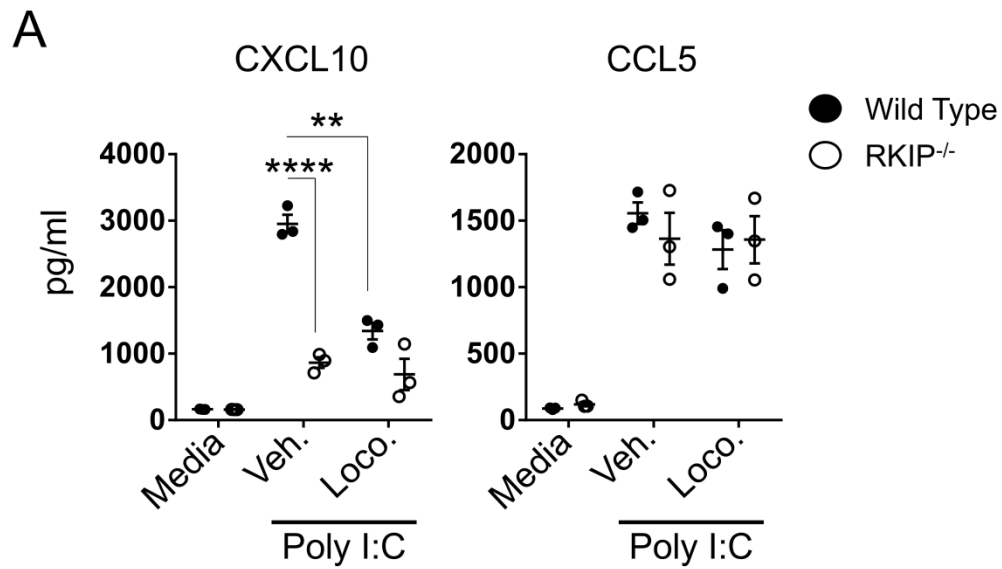 A
CXCL10
CCL5
Wild Type
RKIP-/-
**
****
4000
3000
2000
1000
0
pg/ml
2000
1500
1000
500
0
Media
Veh.
Loco.
Poly I:C
Media
Veh.
Loco.
Poly I:C